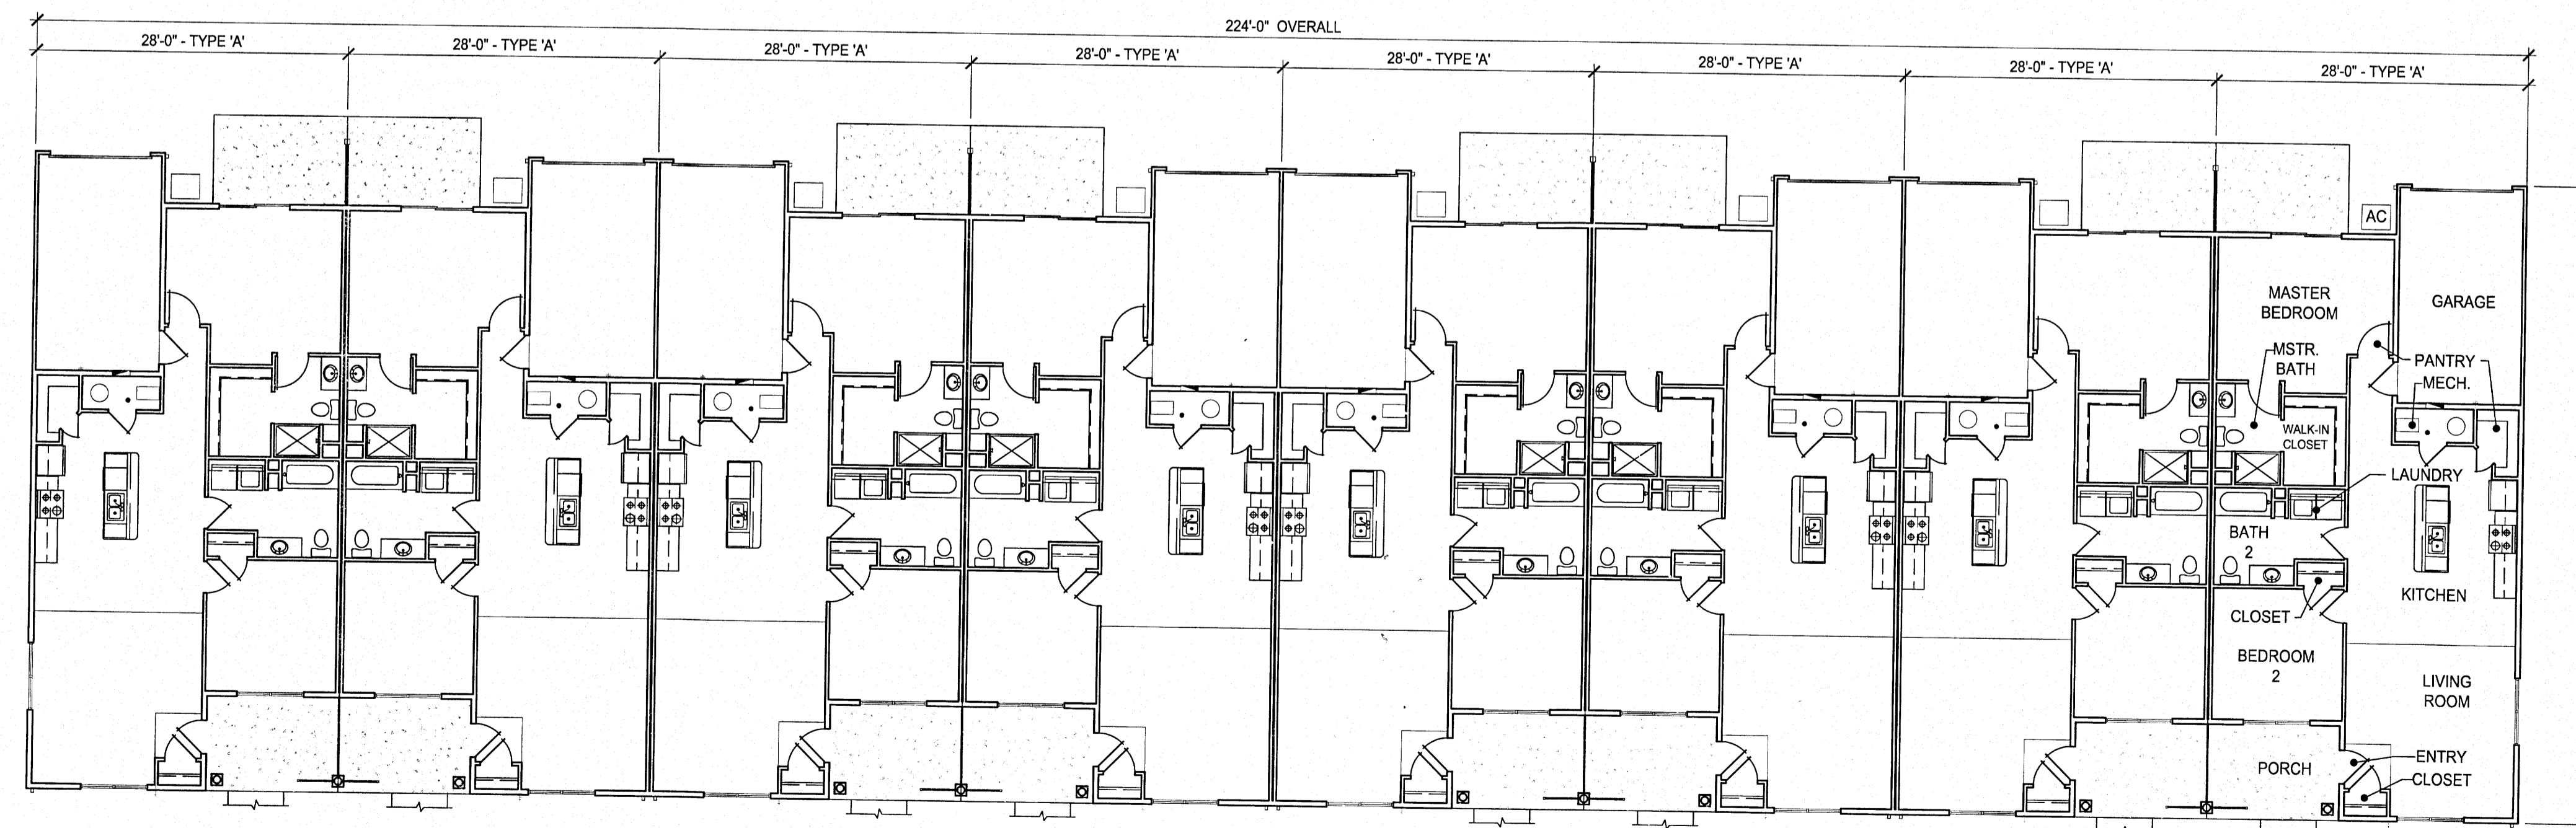 224'-0" OVERALL
28'-0" - TYPE 'A'
28'-0" - TYPE 'A'
28'-0" - TYPE 'A'
28'-0" - TYPE 'A'
28'-0" - TYPE 'A'
28'-0" - TYPE 'A'
28'-0" - TYPE 'A'
28'-0" - TYPE 'A'
AC
MASTER
BEDROOM
GARAGE
MSTR.
BATH
PANTRY
MECH.
WALK-IN
CLOSET
LAUNDRY
BATH
2
KITCHEN
CLOSET
BEDROOM
2
LIVING
ROOM
PORCH
ENTRY
CLOSET